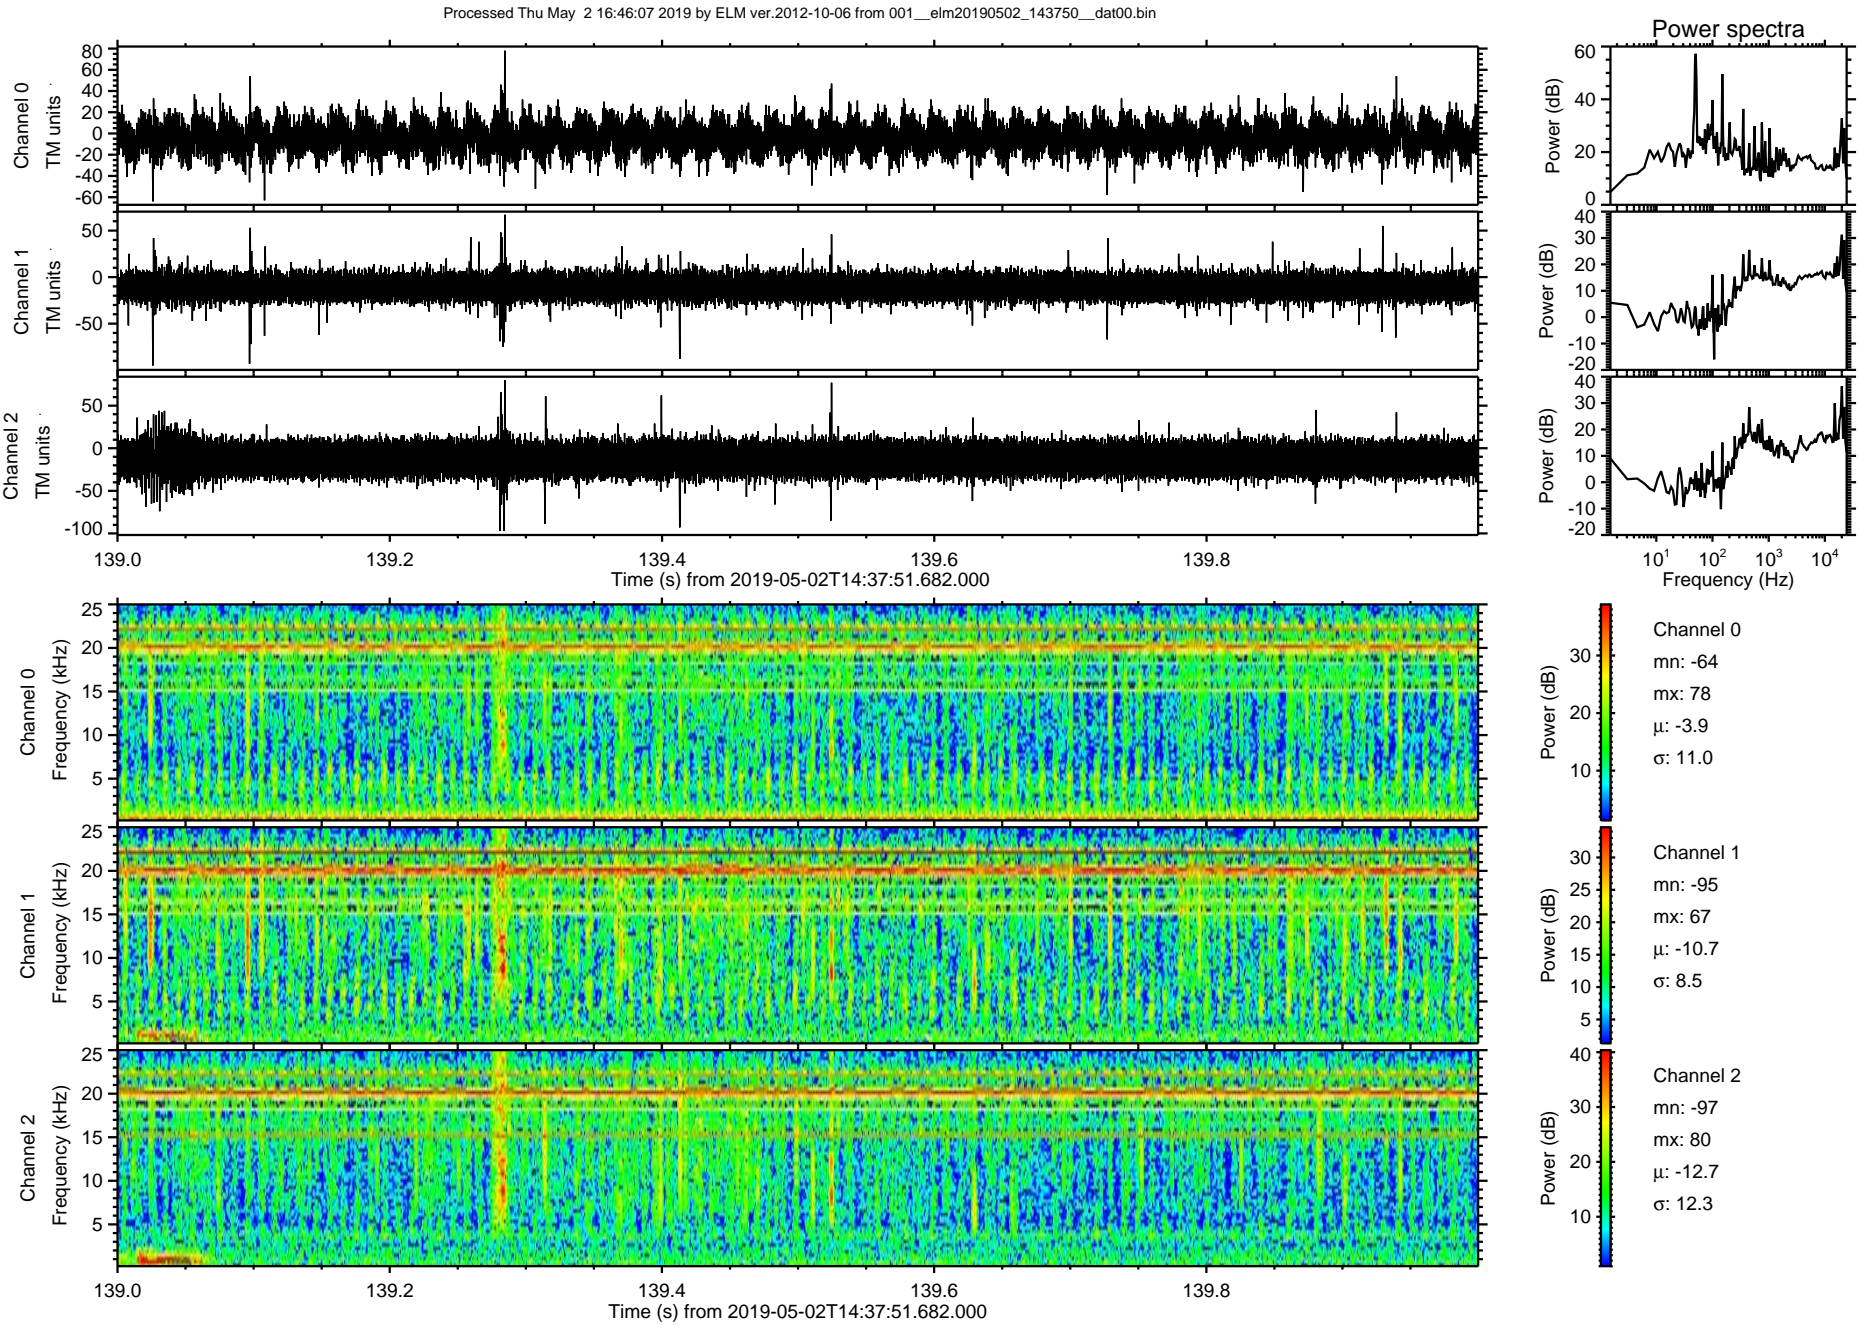 Processed Thu May  2 16:46:07 2019 by ELM ver.2012-10-06 from 001__elm20190502_143750__dat00.bin
Power spectra
Channel 0
TM units
80
60
40
20
0
-20
-40
-60
Power (dB)
60
40
20
0
Channel 1
TM units
50
0
-50
Power (dB)
40
30
20
10
0
-10
-20
Channel 2
TM units
50
0
-50
-100
Power (dB)
40
30
20
10
0
-10
-20
139.0 139.2 139.4 139.6 139.8
Time (s) from 2019-05-02T14:37:51.682.000
10^1 10^2 10^3 10^4
Frequency (Hz)
Channel 0
Frequency (kHz)
25
20
15
10
5
Power (dB)
30
20
10
Channel 0
mn: -64
mx: 78
μ: -3.9
σ: 11.0
Channel 1
Frequency (kHz)
25
20
15
10
5
Power (dB)
30
25
20
15
10
5
Channel 1
mn: -95
mx: 67
μ: -10.7
σ: 8.5
Channel 2
Frequency (kHz)
25
20
15
10
5
Power (dB)
40
30
20
10
Channel 2
mn: -97
mx: 80
μ: -12.7
σ: 12.3
139.0 139.2 139.4 139.6 139.8
Time (s) from 2019-05-02T14:37:51.682.000